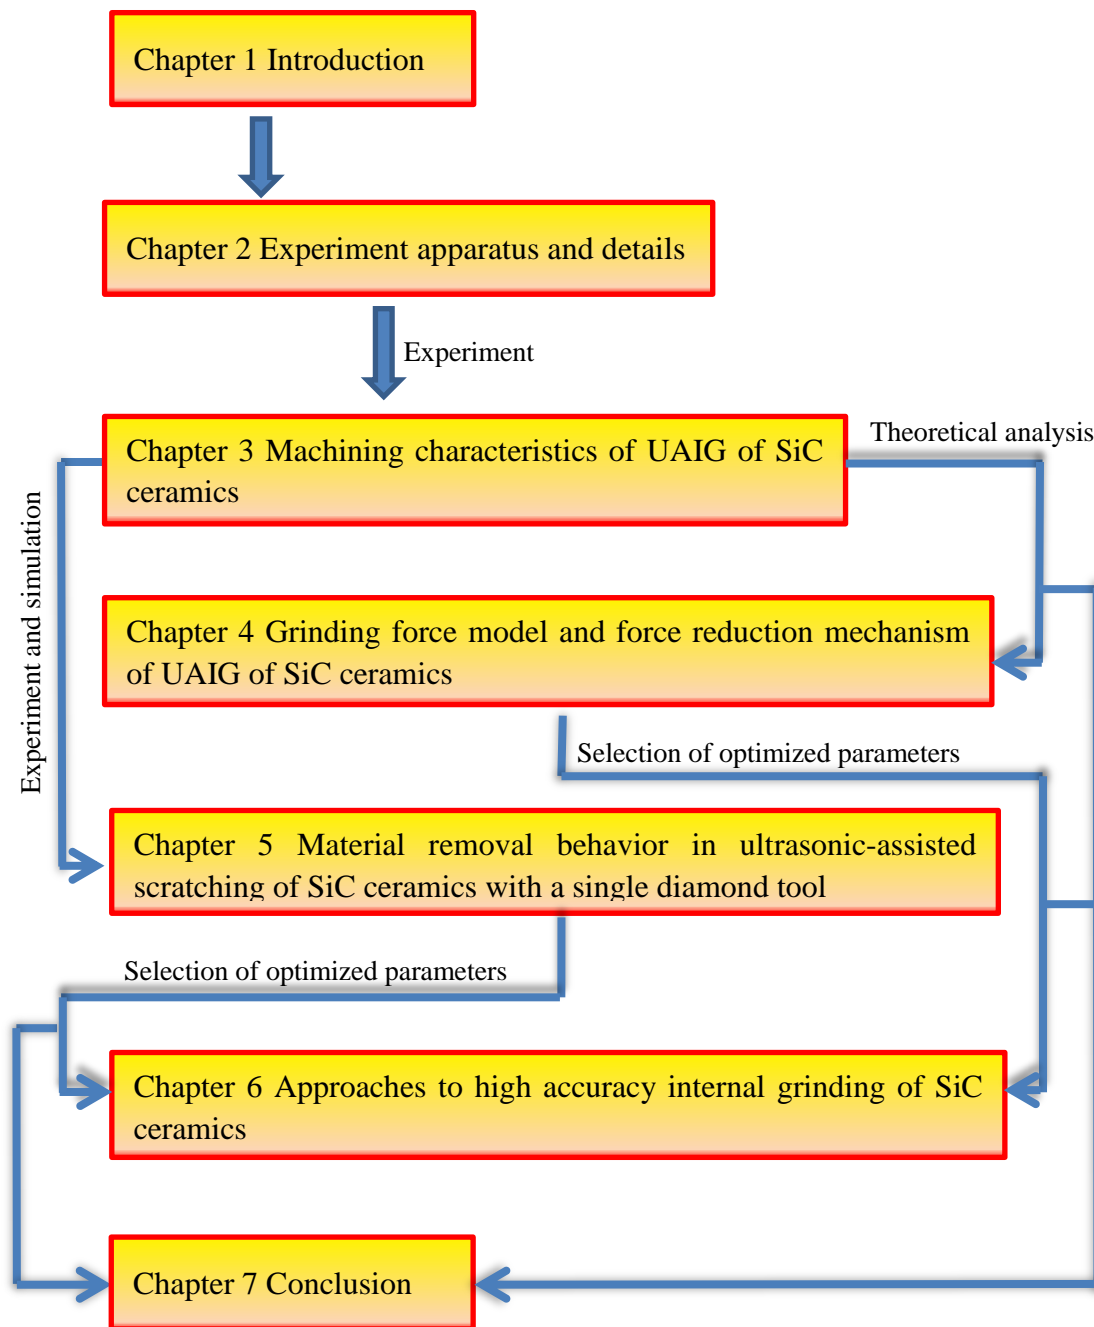 Chapter 1 Introduction
Chapter 2 Experiment apparatus and details
Experiment
Chapter 3 Machining characteristics of UAIG of SiC
ceramics
Theoretical analysis
Experiment and simulation
Chapter 4 Grinding force model and force reduction mechanism
of UAIG of SiC ceramics
Selection of optimized parameters
Chapter 5 Material removal behavior in ultrasonic-assisted
scratching of SiC ceramics with a single diamond tool
Selection of optimized parameters
Chapter 6 Approaches to high accuracy internal grinding of SiC
ceramics
Chapter 7 Conclusion